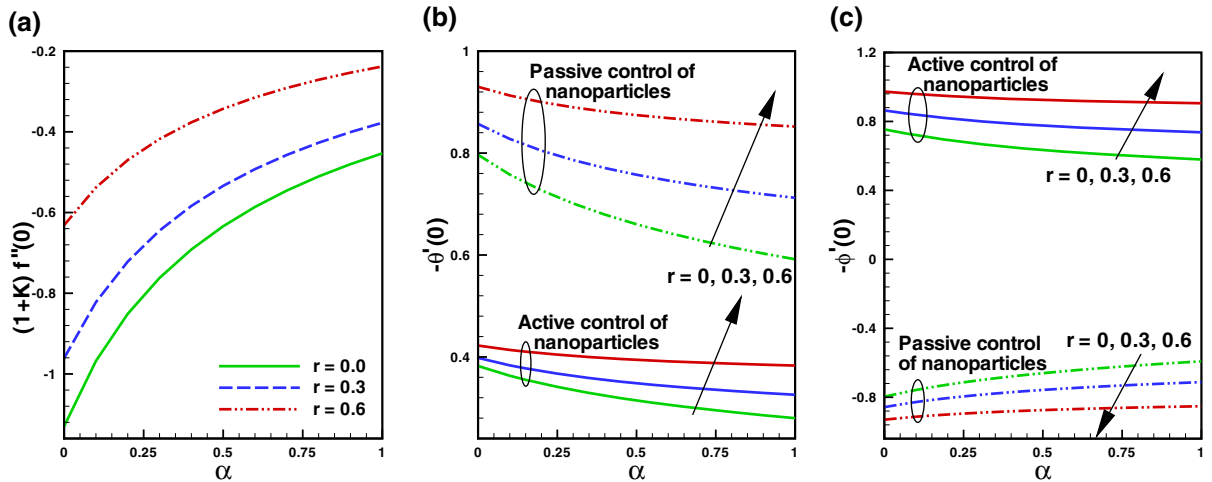 (a)
-0.2
-0.4
-0.6
-0.8
-1
(1+K) f"(0)
r = 0.0
r = 0.3
r = 0.6
0
0.25
0.5
0.75
1
α
(b)
1
0.8
0.6
0.4
-θ'(0)
Passive control of
nanoparticles
r = 0, 0.3, 0.6
Active control of
nanoparticles
0
0.25
0.5
0.75
1
α
(c)
1.2
0.8
0.4
0
-0.4
-0.8
-ϕ'(0)
Active control of
nanoparticles
r = 0, 0.3, 0.6
r = 0, 0.3, 0.6
Passive control
of nanoparticles
0
0.25
0.5
0.75
1
α